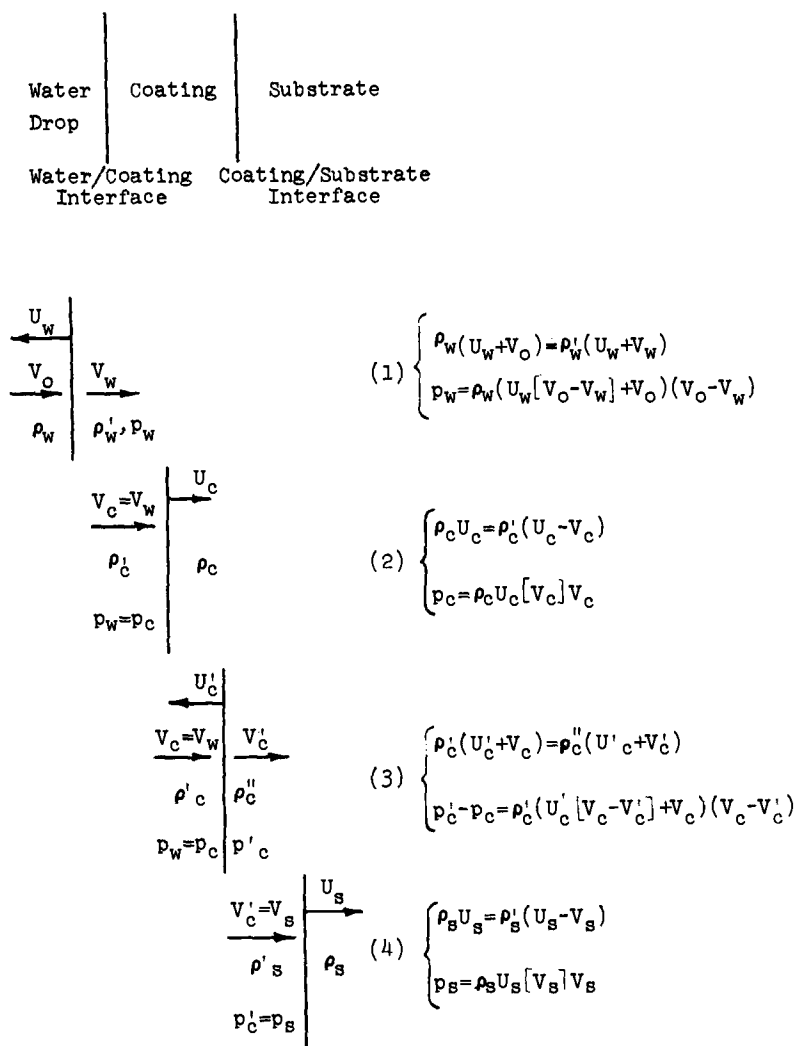 Water Coating Substrate
Drop
Water/Coating Coating/Substrate
Interface Interface
U_w
V_o V_w
ρ_w ρ'_w, p_w
(1) { ρ_w(U_w+V_o)=ρ'_w(U_w+V_w)
p_w=ρ_w(U_w[V_o-V_w]+V_o)(V_o-V_w)
U_c
V_c=V_w
ρ'_c ρ_c
p_w=p_c
(2) { ρ_cU_c=ρ'_c(U_c-V_c)
p_c=ρ_cU_c[V_c]V_c
U'_c
V_c=V_w V'_c
ρ'_c ρ''_c
p_w=p_c p'_c
(3) { ρ'_c(U'_c+V_c)=ρ''_c(U'_c+V'_c)
p'_c-p_c=ρ'_c(U'_c[V_c-V'_c]+V_c)(V_c-V'_c)
U_s
V'_c=V_s
ρ'_s ρ_s
p'_c=p_s
(4) { ρ_sU_s=ρ'_s(U_s-V_s)
p_s=ρ_sU_s[V_s]V_s